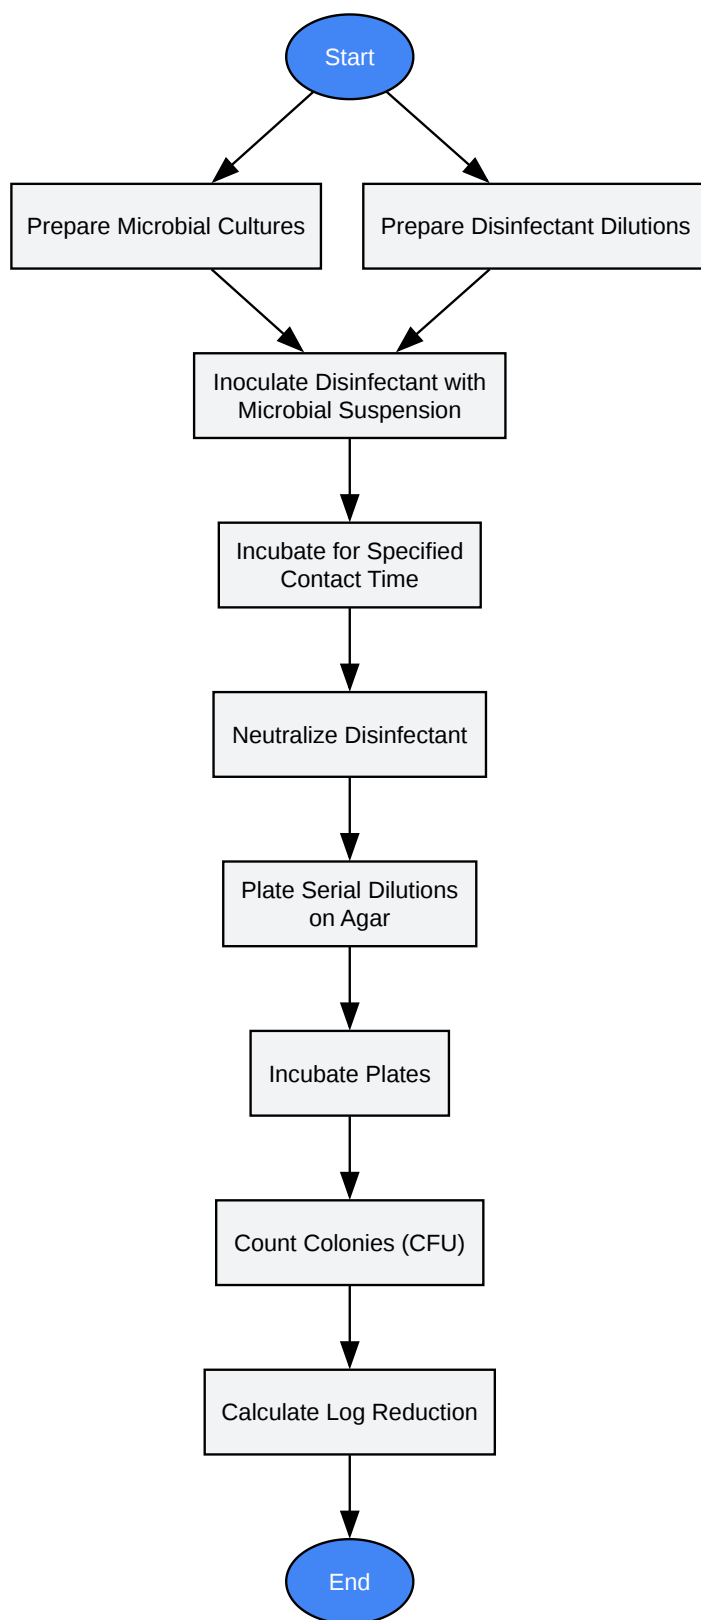 Start
Prepare Microbial Cultures
Prepare Disinfectant Dilutions
Inoculate Disinfectant with
Microbial Suspension
Incubate for Specified
Contact Time
Neutralize Disinfectant
Plate Serial Dilutions
on Agar
Incubate Plates
Count Colonies (CFU)
Calculate Log Reduction
End